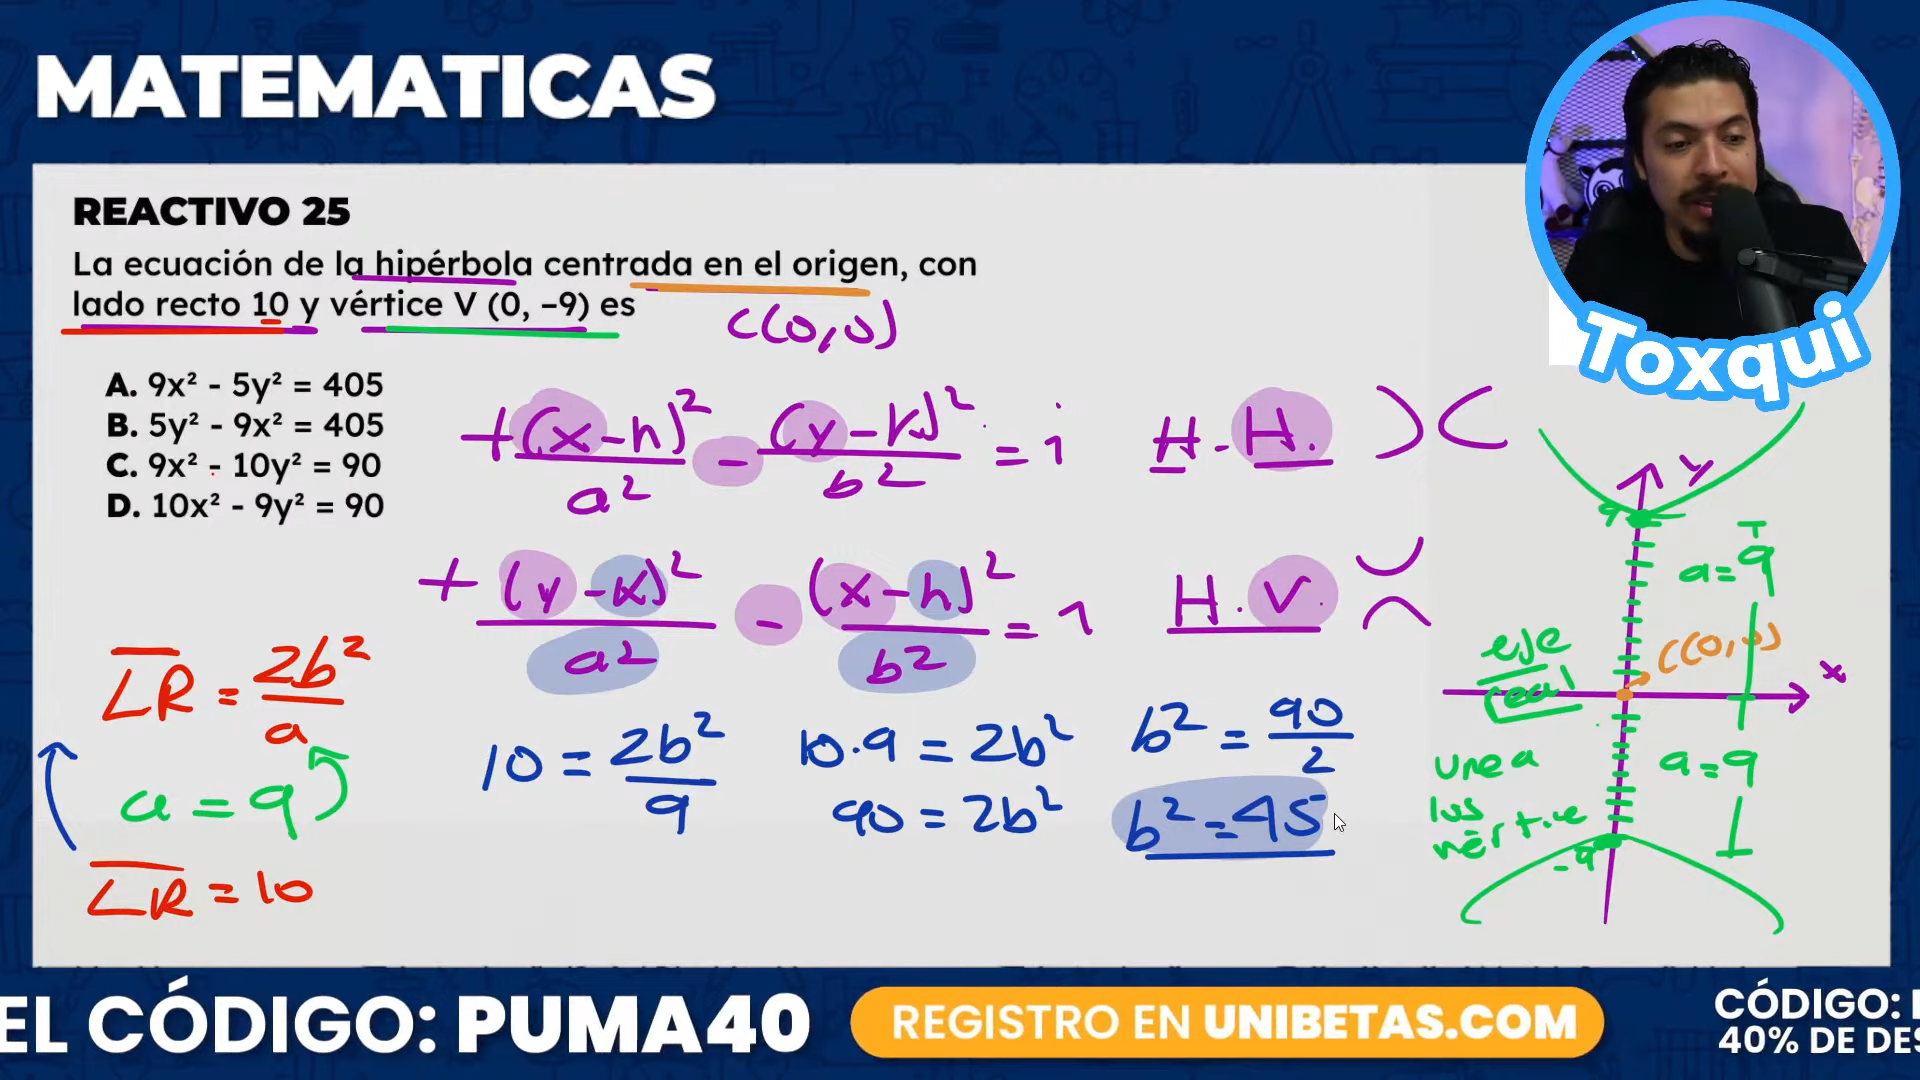 MATEMATICAS
Toxqui
REACTIVO 25
La ecuación de la hipérbola centrada en el origen, con
lado recto 10 y vértice V (0, –9) es
C(0,0)
A. 9x² - 5y² = 405
B. 5y² - 9x² = 405
C. 9x² - 10y² = 90
D. 10x² - 9y² = 90
+(x-h)²/a² - (y-k)²/b² = 1 H-H.
+(y-k)²/a² - (x-h)²/b² = 1 H.V.
LR = 2b²/a
a = 9
LR = 10
10 = 2b²/9
10·9 = 2b²
90 = 2b²
b² = 90/2
b² = 45
y
9
a=9
C(0,0)
x
eje
real
unea
los
vértice
a=9
-9
EL CÓDIGO: PUMA40
REGISTRO EN UNIBETAS.COM
CÓDIGO:
40% DE DES